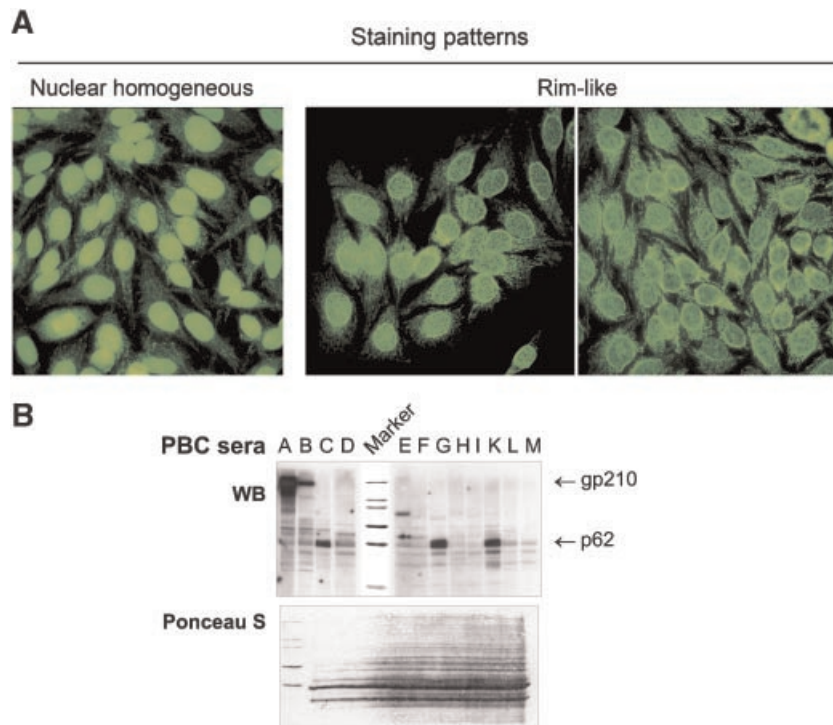 A
Staining patterns
Nuclear homogeneous
Rim-like
B
PBC sera A B C D Marker E F G H I K L M
WB
← gp210
← p62
Ponceau S